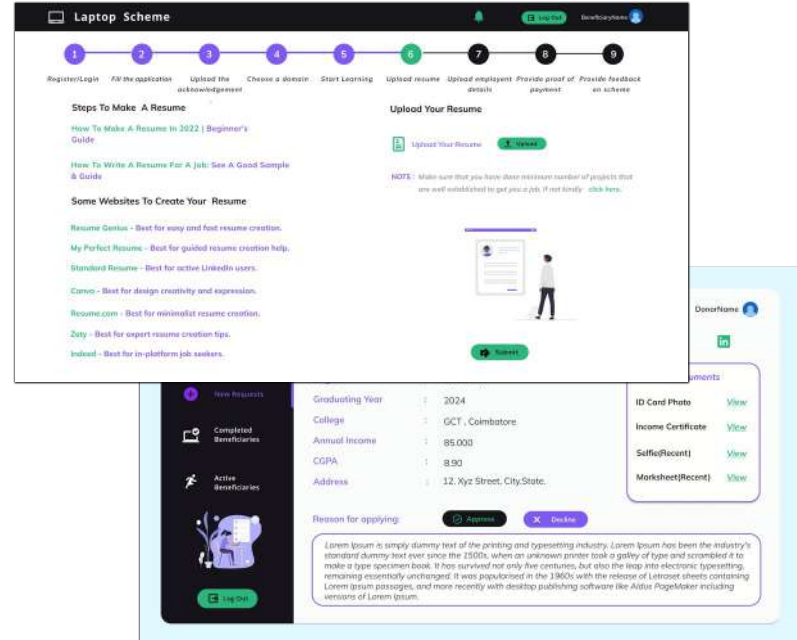 Laptop Scheme
Log Out
BeneficiaryName
1 2 3 4 5 6 7 8 9
Register/Login
Fill the application
Upload the
acknowledgement
Choose a domain
Start Learning
Upload resume
Upload employent
details
Provide proof of
payment
Provide feedback
on scheme
Steps To Make A Resume
How To Make A Resume In 2022 | Beginner's
Guide
How To Write A Resume For A Job: See A Good Sample
& Guide
Some Websites To Create Your Resume
Resume Genius - Best for easy and fast resume creation.
My Perfect Resume - Best for guided resume creation help.
Standard Resume - Best for active LinkedIn users.
Canva - Best for design creativity and expression.
Resume.com - Best for minimalist resume creation.
Zety - Best for expert resume creation tips.
Indeed - Best for in-platform job seekers.
Upload Your Resume
Upload Your Resume
Upload
NOTE : Make sure that you have done minimum number of projects that
are well established to get you a job. If not kindly click here.
Submit
DonorName
in
New Requests
Completed
Beneficiaries
Active
Beneficiaries
Log Out
Graduating Year : 2024
College : GCT , Coimbatore
Annual Income : 85.000
CGPA : 8.90
Address : 12, Xyz Street, City,State.
ID Card Photo View
Income Certificate View
Selfie(Recent) View
Marksheet(Recent) View
Reason for applying:
Approve
X Decline
Lorem Ipsum is simply dummy text of the printing and typesetting industry. Lorem Ipsum has been the industry's
standard dummy text ever since the 1500s, when an unknown printer took a galley of type and scrambled it to
make a type specimen book. It has survived not only five centuries, but also the leap into electronic typesetting,
remaining essentially unchanged. It was popularised in the 1960s with the release of Letraset sheets containing
Lorem Ipsum passages, and more recently with desktop publishing software like Aldus PageMaker including
versions of Lorem Ipsum.